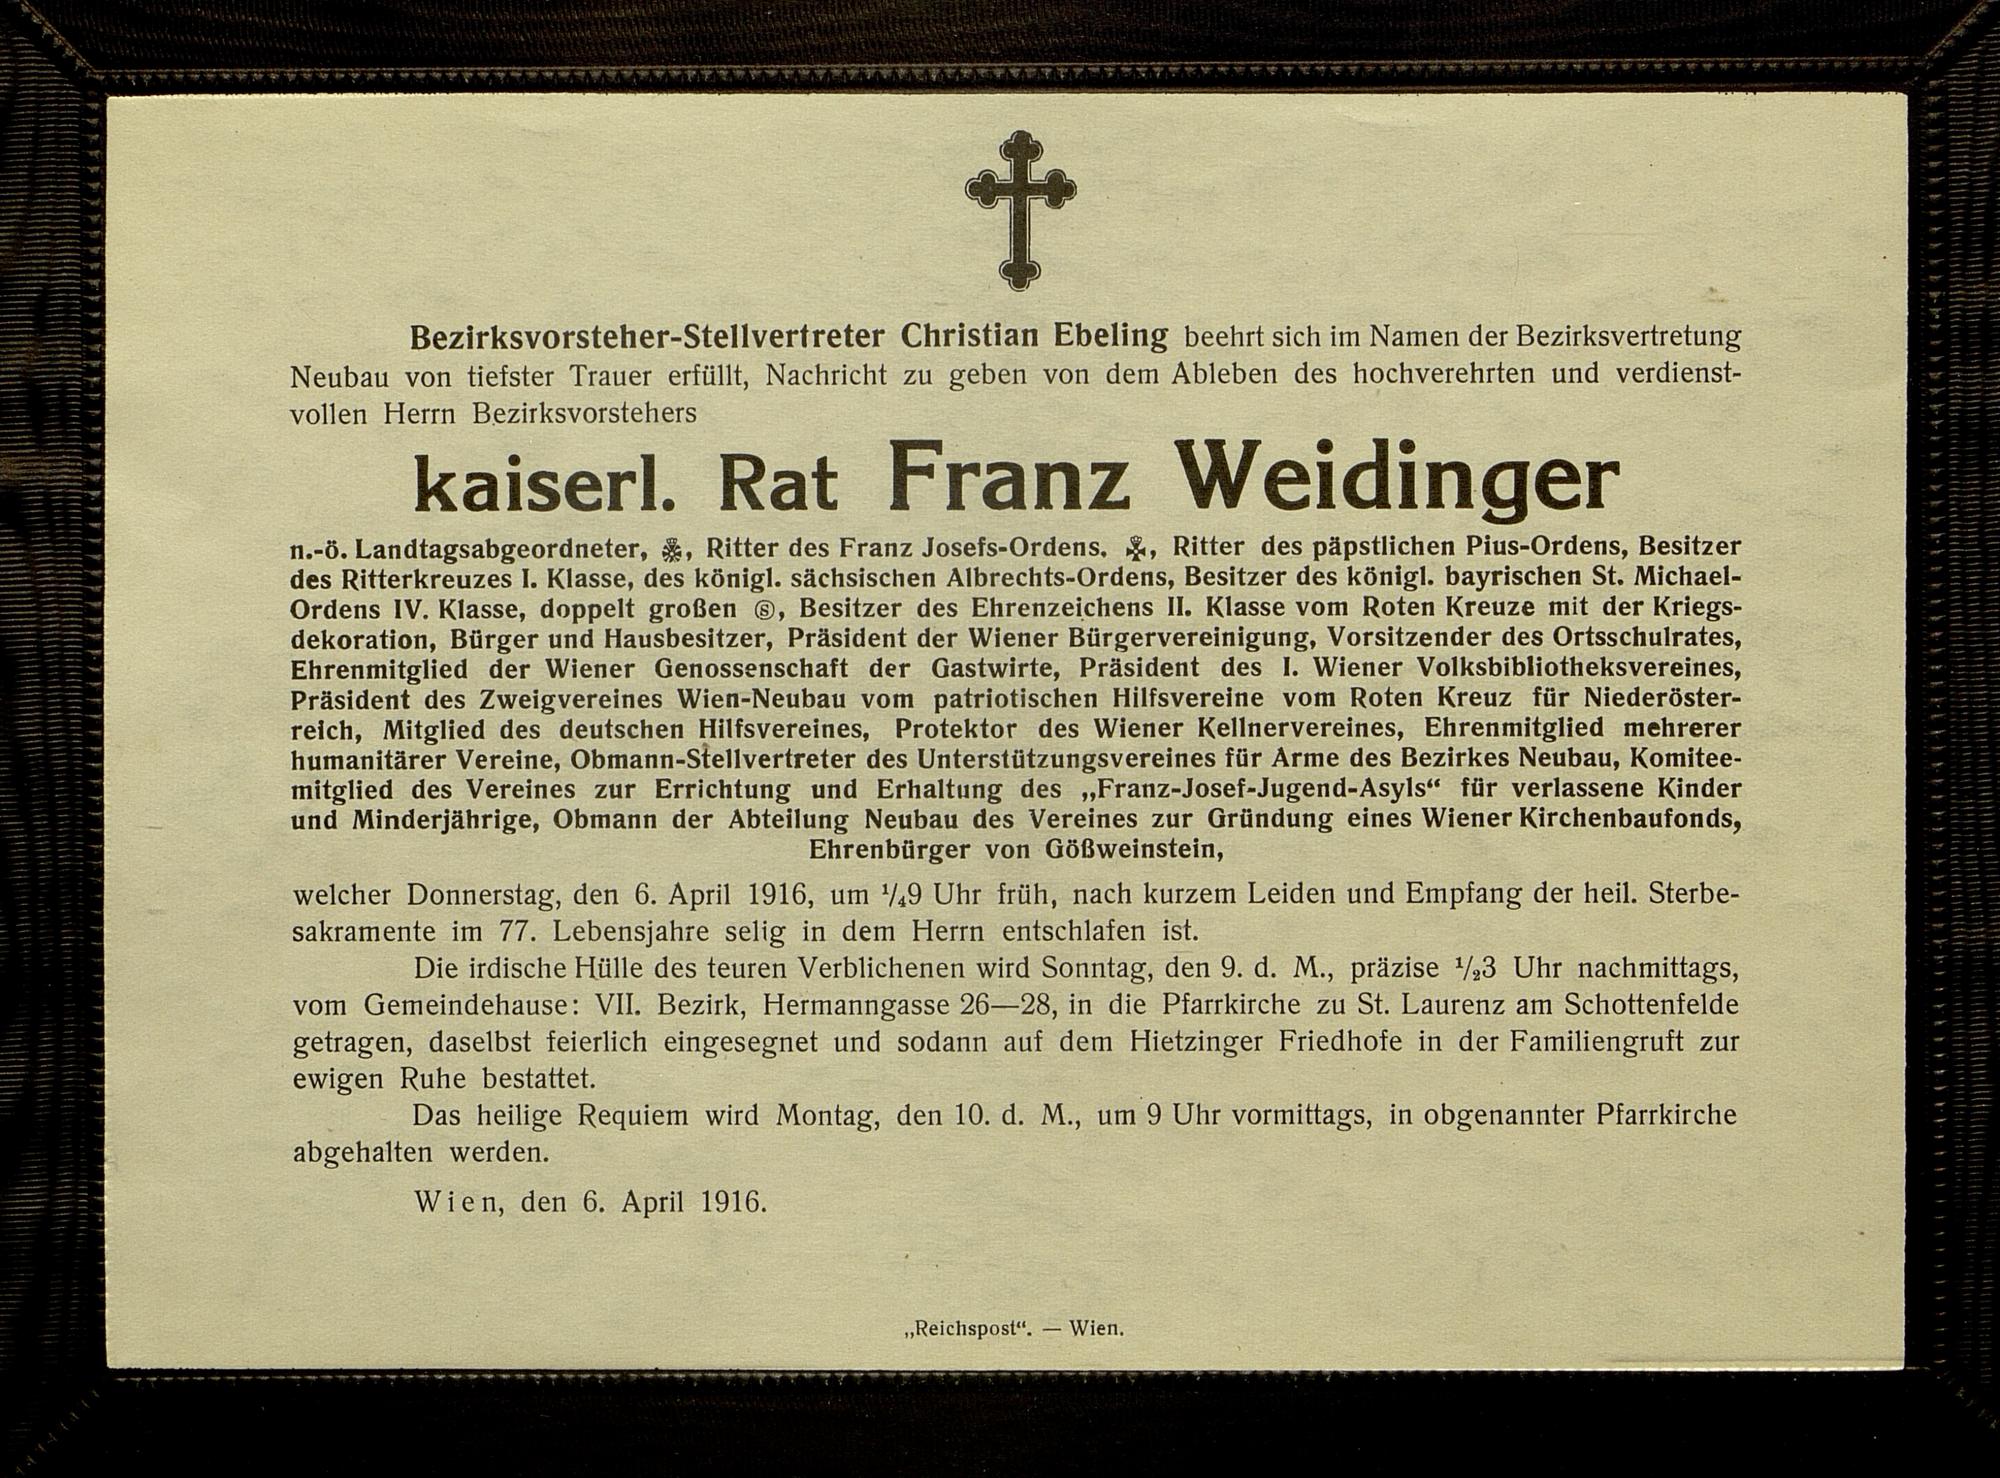 Bezirksvorsteher-Stellvertreter Christian Ebeling beehrt sich im Namen der Bezirksvertretung
Neubau von tiefster Trauer erfüllt, Nachricht zu geben von dem Ableben des hochverehrten und verdienst-
vollen Herrn Bezirksvorstehers
kaiserl. Rat Franz Weidinger
n.-ö. Landtagsabgeordneter, , Ritter des Franz Josefs-Ordens, , Ritter des päpstlichen Pius-Ordens, Besitzer
des Ritterkreuzes I. Klasse, des königl. sächsischen Albrechts-Ordens, Besitzer des königl. bayrischen St. Michael-
Ordens IV. Klasse, doppelt großen Ⓢ, Besitzer des Ehrenzeichens II. Klasse vom Roten Kreuze mit der Kriegs-
dekoration, Bürger und Hausbesitzer, Präsident der Wiener Bürgervereinigung, Vorsitzender des Ortsschulrates,
Ehrenmitglied der Wiener Genossenschaft der Gastwirte, Präsident des I. Wiener Volksbibliotheksvereines,
Präsident des Zweigvereines Wien-Neubau vom patriotischen Hilfsvereine vom Roten Kreuz für Niederöster-
reich, Mitglied des deutschen Hilfsvereines, Protektor des Wiener Kellnervereines, Ehrenmitglied mehrerer
humanitärer Vereine, Obmann-Stellvertreter des Unterstützungsvereines für Arme des Bezirkes Neubau, Komitee-
mitglied des Vereines zur Errichtung und Erhaltung des „Franz-Josef-Jugend-Asyls“ für verlassene Kinder
und Minderjährige, Obmann der Abteilung Neubau des Vereines zur Gründung eines Wiener Kirchenbaufonds,
Ehrenbürger von Gößweinstein,
welcher Donnerstag, den 6. April 1916, um ¼9 Uhr früh, nach kurzem Leiden und Empfang der heil. Sterbe-
sakramente im 77. Lebensjahre selig in dem Herrn entschlafen ist.
Die irdische Hülle des teuren Verblichenen wird Sonntag, den 9. d. M., präzise ½3 Uhr nachmittags,
vom Gemeindehause: VII. Bezirk, Hermanngasse 26—28, in die Pfarrkirche zu St. Laurenz am Schottenfelde
getragen, daselbst feierlich eingesegnet und sodann auf dem Hietzinger Friedhofe in der Familiengruft zur
ewigen Ruhe bestattet.
Das heilige Requiem wird Montag, den 10. d. M., um 9 Uhr vormittags, in obgenannter Pfarrkirche
abgehalten werden.
Wien, den 6. April 1916.
„Reichspost“. — Wien.